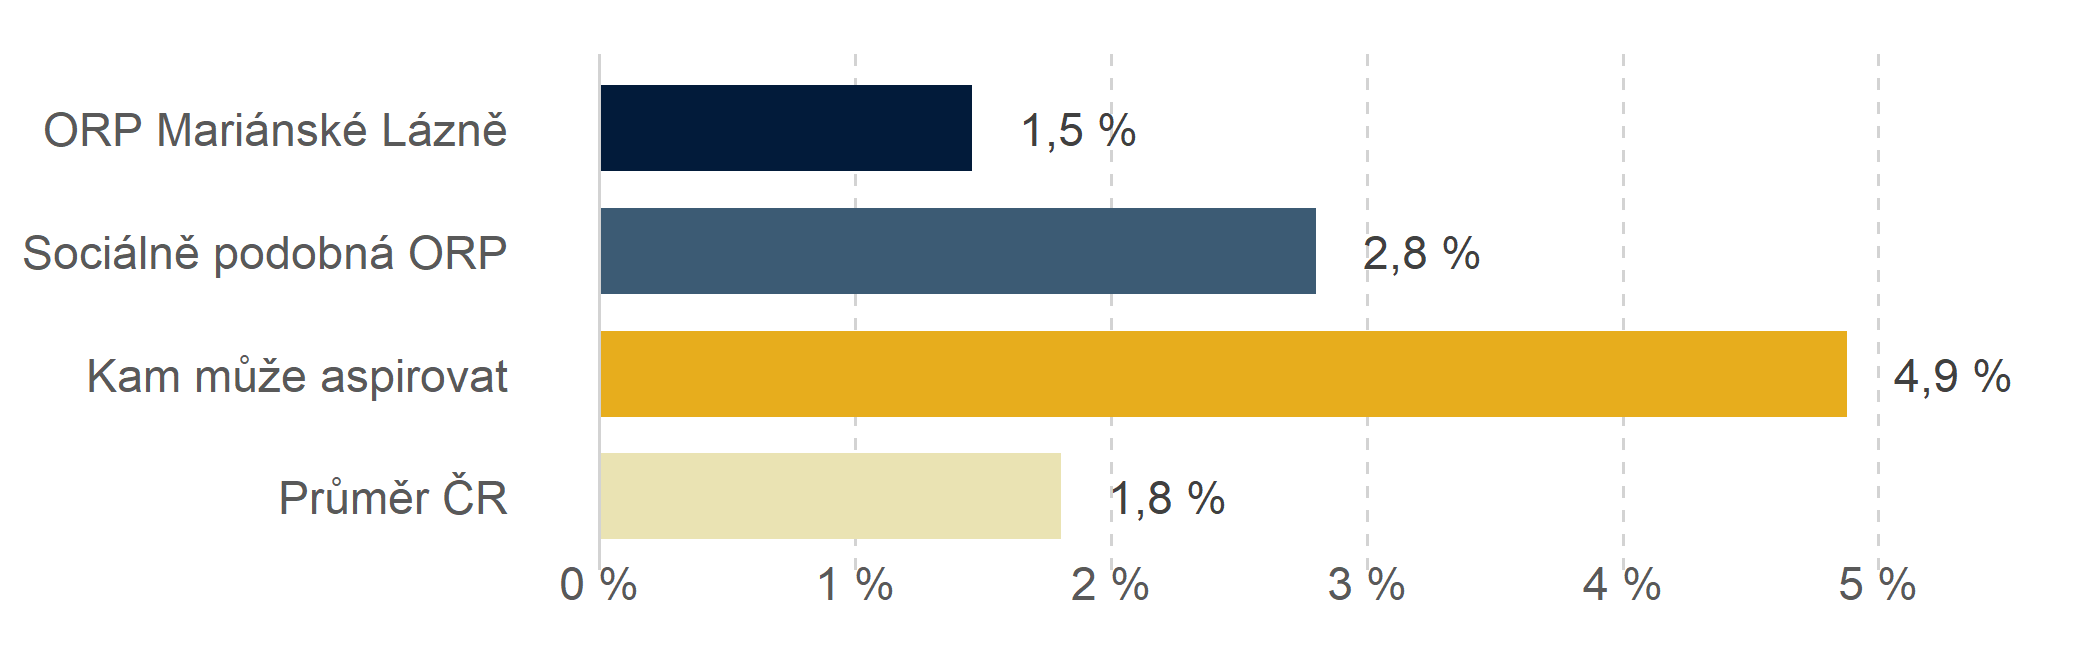 ORP Mariánské Lázně
1,5 %
Sociálně podobná ORP
2,8 %
Kam může aspirovat
4,9 %
Průměr ČR
1,8 %
0 % 1 % 2 % 3 % 4 % 5 %